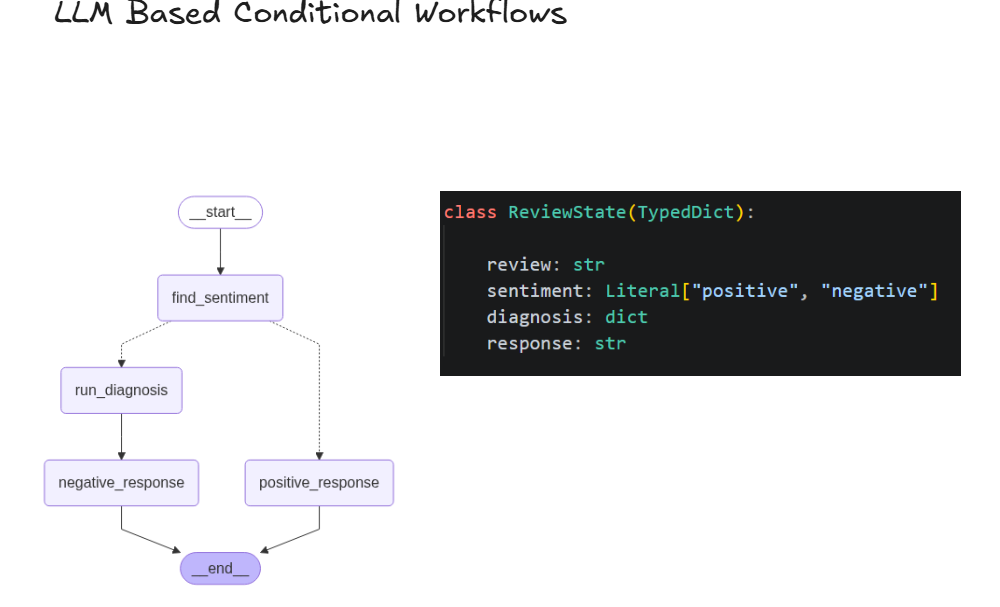 LLM Based Conditional Workflows
__start__
find_sentiment
run_diagnosis
negative_response
positive_response
__end__
class ReviewState(TypedDict):
review: str
sentiment: Literal["positive", "negative"]
diagnosis: dict
response: str